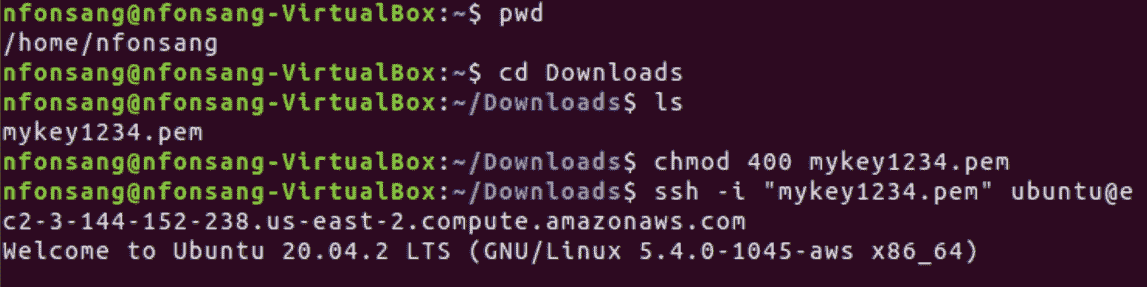 nfonsang@nfonsang-VirtualBox:~$ pwd
/home/nfonsang
nfonsang@nfonsang-VirtualBox:~$ cd Downloads
nfonsang@nfonsang-VirtualBox:~/Downloads$ ls
mykey1234.pem
nfonsang@nfonsang-VirtualBox:~/Downloads$ chmod 400 mykey1234.pem
nfonsang@nfonsang-VirtualBox:~/Downloads$ ssh -i "mykey1234.pem" ubuntu@e
c2-3-144-152-238.us-east-2.compute.amazonaws.com
Welcome to Ubuntu 20.04.2 LTS (GNU/Linux 5.4.0-1045-aws x86_64)